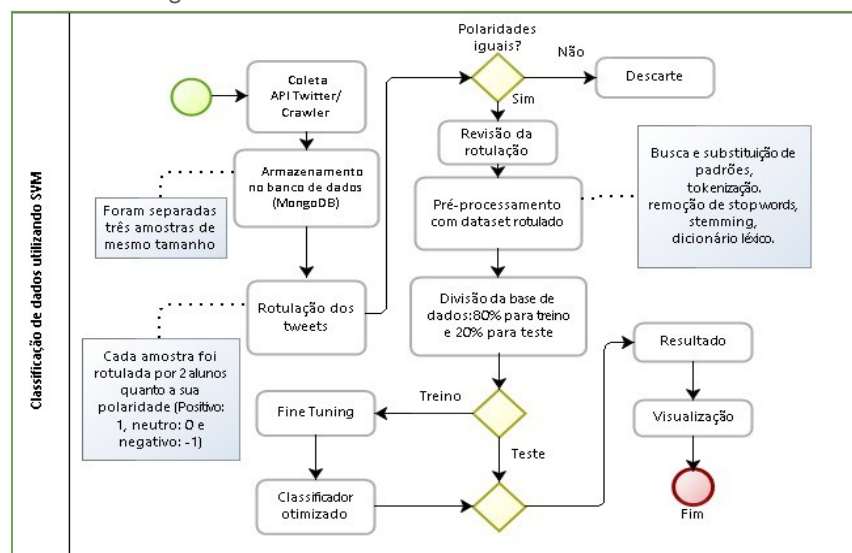 Classificação de dados utilizando SVM
Coleta
API Twitter/
Crawler
Armazenamento
no banco de dados
(MongoDB)
Foram separadas
três amostras de
mesmo tamanho
Rotulação dos
tweets
Cada amostra foi
rotulada por 2 alunos
quanto a sua
polaridade (Positivo:
1, neutro: 0 e
negativo: -1)
Polaridades
iguais?
Não
Descarte
Sim
Revisão da
rotulação
Pré-processamento
com dataset rotulado
Busca e substituição de
padrões,
tokenização.
remoção de stop words,
stemming,
dicionário léxico.
Divisão da base de
dados:80% para treino
e 20% para teste
Treino
Fine Tuning
Teste
Classificador
otimizado
Resultado
Visualização
Fim